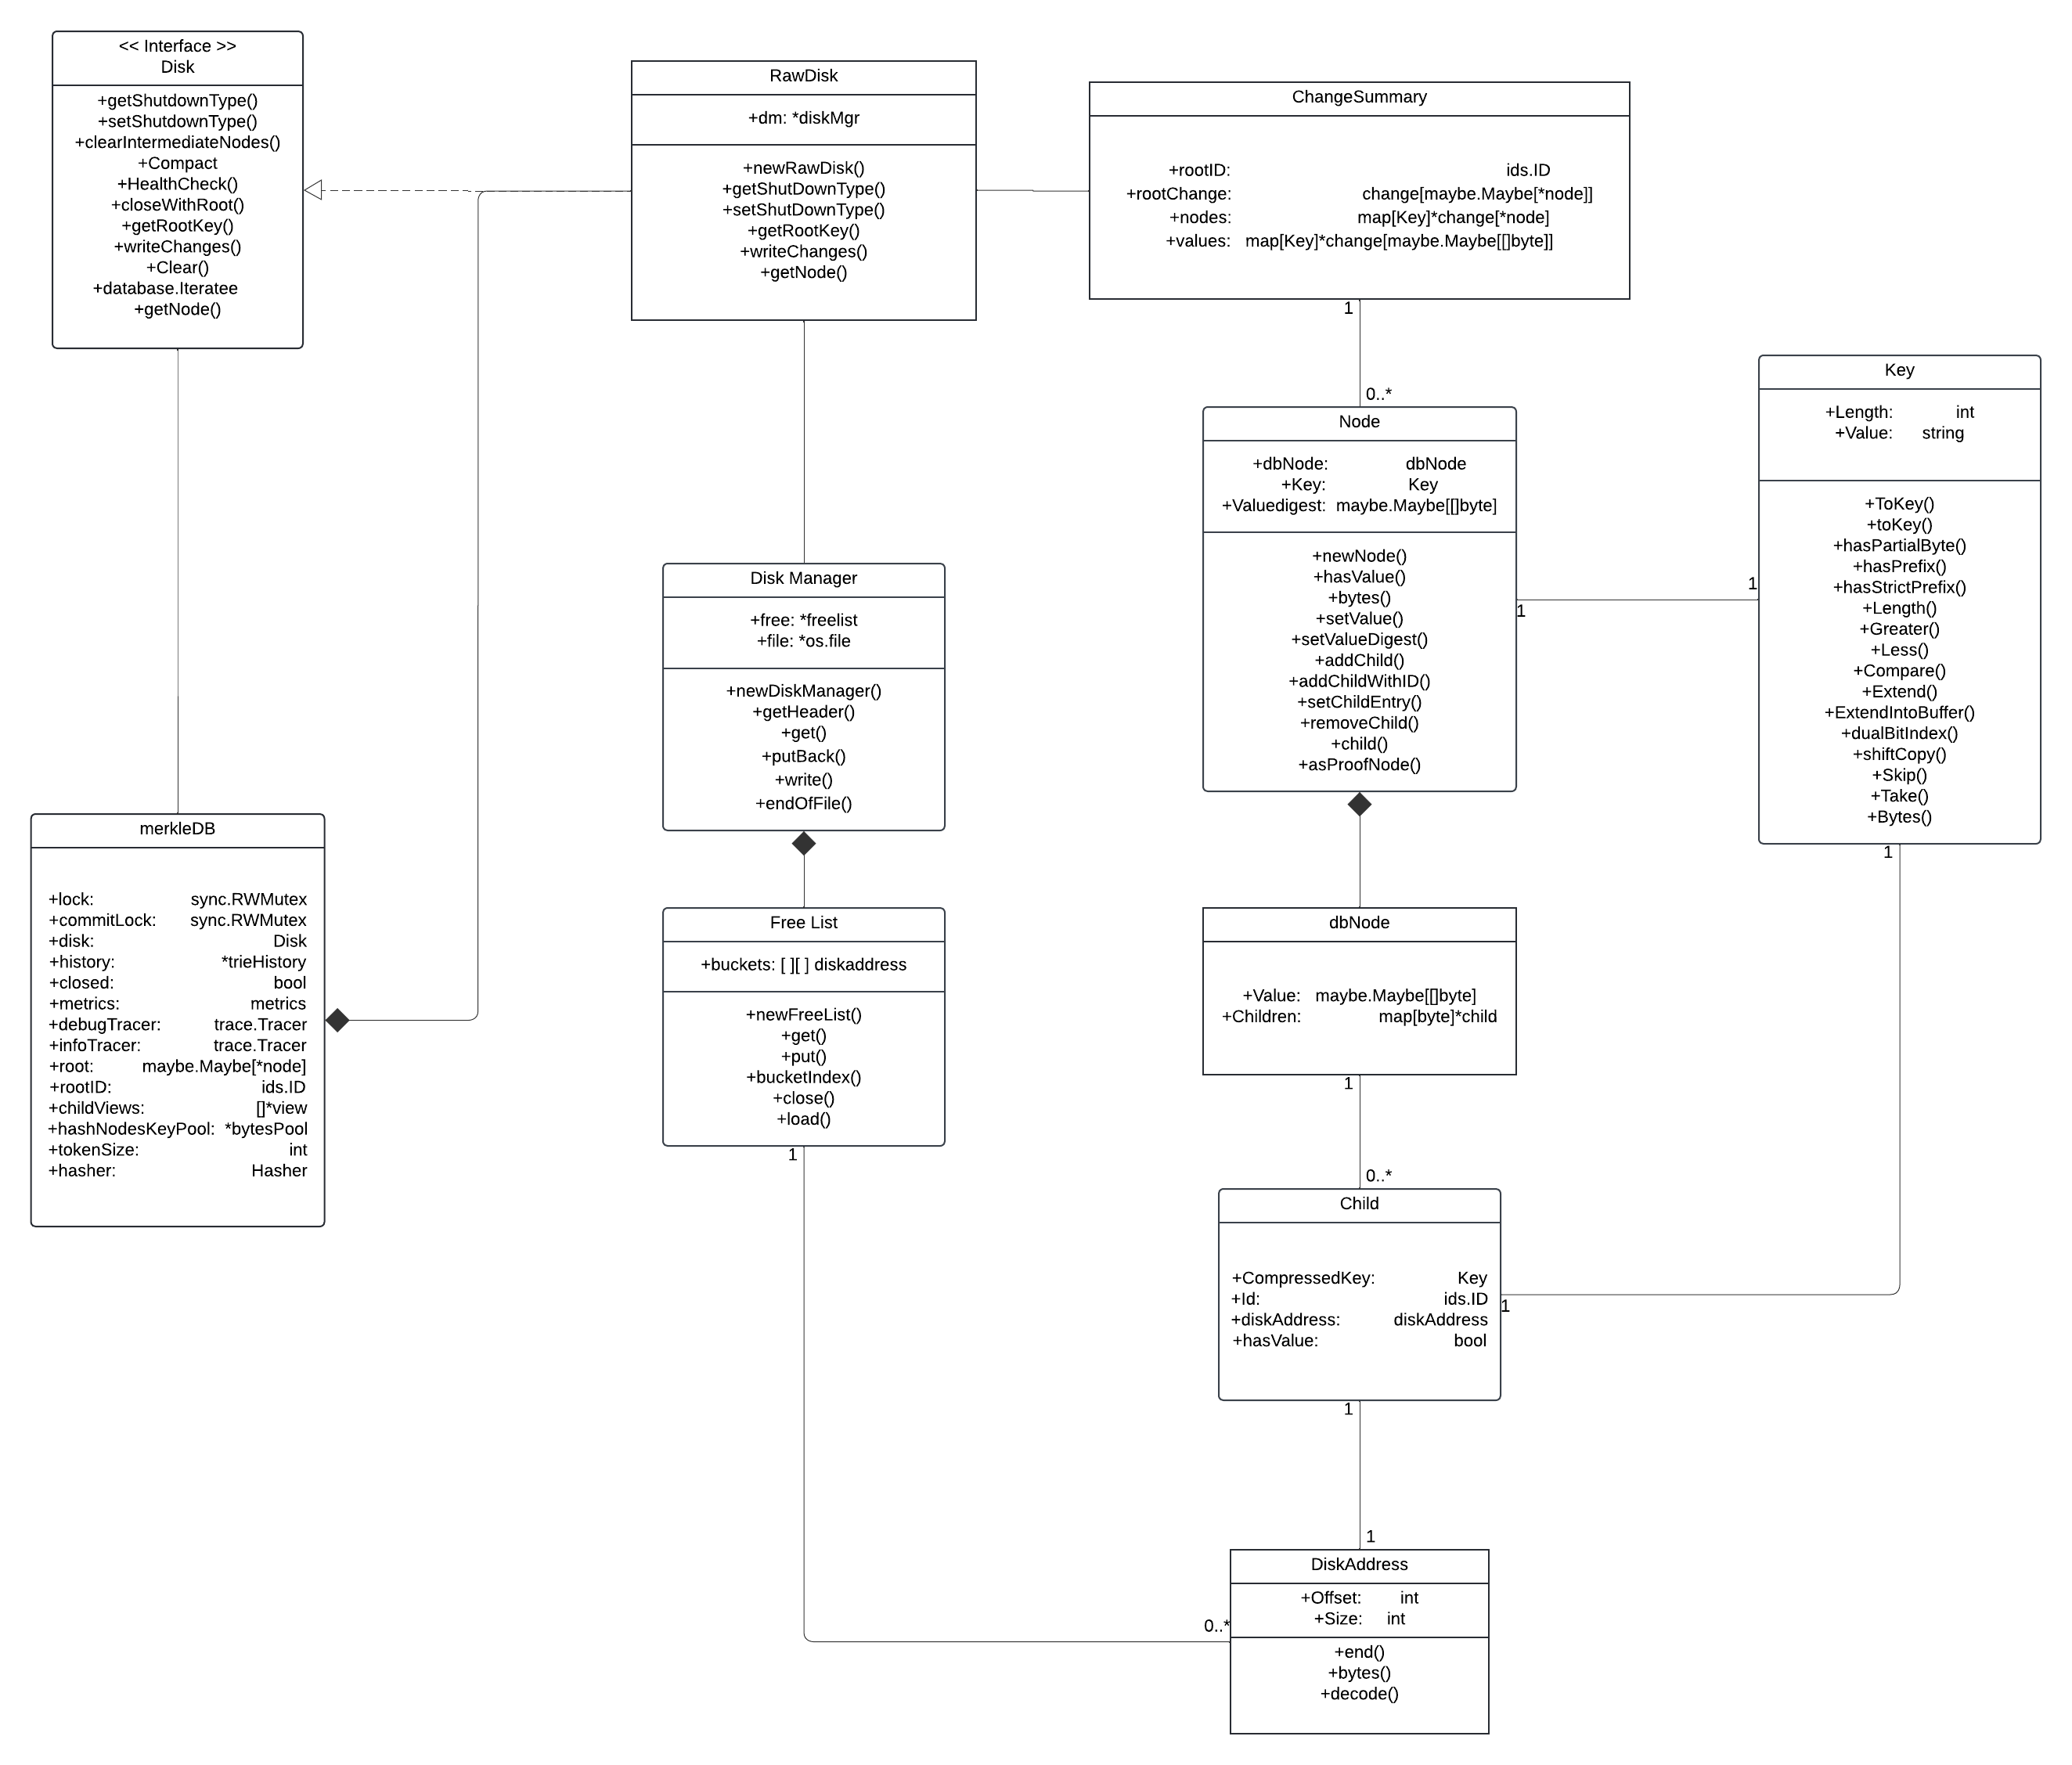 << Interface >>
Disk
+getShutdownType()
+setShutdownType()
+clearIntermediateNodes()
+Compact
+HealthCheck()
+closeWithRoot()
+getRootKey()
+writeChanges()
+Clear()
+database.Iteratee
+getNode()
RawDisk
+dm: *diskMgr
+newRawDisk()
+getShutDownType()
+setShutDownType()
+getRootKey()
+writeChanges()
+getNode()
ChangeSummary
+rootID: ids.ID
+rootChange: change[maybe.Maybe[*node]]
+nodes: map[Key]*change[*node]
+values: map[Key]*change[maybe.Maybe[[]byte]]
1
0..*
Node
+dbNode: dbNode
+Key: Key
+Valuedigest: maybe.Maybe[[]byte]
+newNode()
+hasValue()
+bytes()
+setValue()
+setValueDigest()
+addChild()
+addChildWithID()
+setChildEntry()
+removeChild()
+child()
+asProofNode()
1
1
Key
+Length: int
+Value: string
+ToKey()
+toKey()
+hasPartialByte()
+hasPrefix()
+hasStrictPrefix()
+Length()
+Greater()
+Less()
+Compare()
+Extend()
+ExtendIntoBuffer()
+dualBitIndex()
+shiftCopy()
+Skip()
+Take()
+Bytes()
1
Disk Manager
+free: *freelist
+file: *os.file
+newDiskManager()
+getHeader()
+get()
+putBack()
+write()
+endOfFile()
merkleDB
+lock: sync.RWMutex
+commitLock: sync.RWMutex
+disk: Disk
+history: *trieHistory
+closed: bool
+metrics: metrics
+debugTracer: trace.Tracer
+infoTracer: trace.Tracer
+root: maybe.Maybe[*node]
+rootID: ids.ID
+childViews: []*view
+hashNodesKeyPool: *bytesPool
+tokenSize: int
+hasher: Hasher
Free List
+buckets: [ ][ ] diskaddress
+newFreeList()
+get()
+put()
+bucketIndex()
+close()
+load()
1
dbNode
+Value: maybe.Maybe[[]byte]
+Children: map[byte]*child
1
0..*
Child
+CompressedKey: Key
+Id: ids.ID
+diskAddress: diskAddress
+hasValue: bool
1
1
1
0..*
DiskAddress
+Offset: int
+Size: int
+end()
+bytes()
+decode()